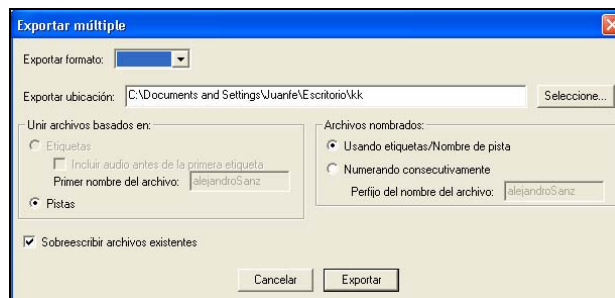 Exportar múltiple
Exportar formato:
Exportar ubicación: C:\Documents and Settings\Juanfe\Escritorio\kk Seleccione...
Unir archivos basados en:
Etiquetas
Incluir audio antes de la primera etiqueta
Primer nombre del archivo: alejandroSanz
Pistas
Archivos nombrados:
Usando etiquetas/Nombre de pista
Numerando consecutivamente
Perfijo del nombre del archivo: alejandroSanz
Sobreescribir archivos existentes
Cancelar Exportar